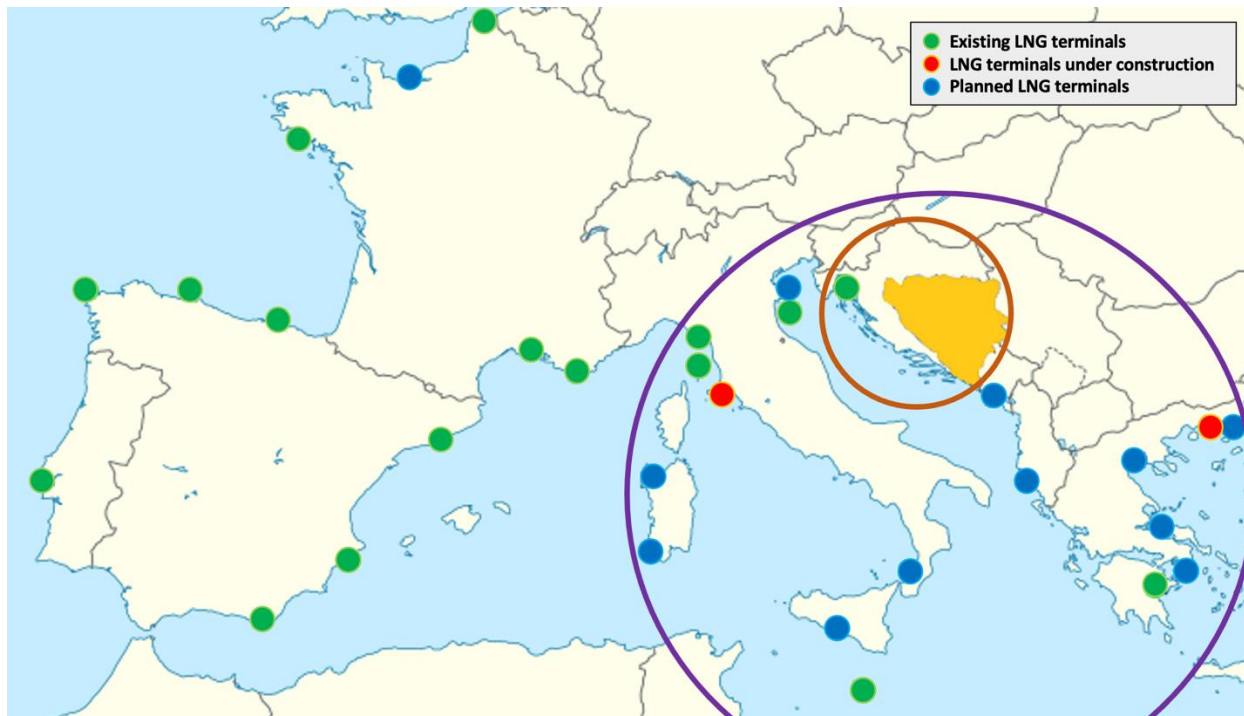 Existing LNG terminals
LNG terminals under construction
Planned LNG terminals